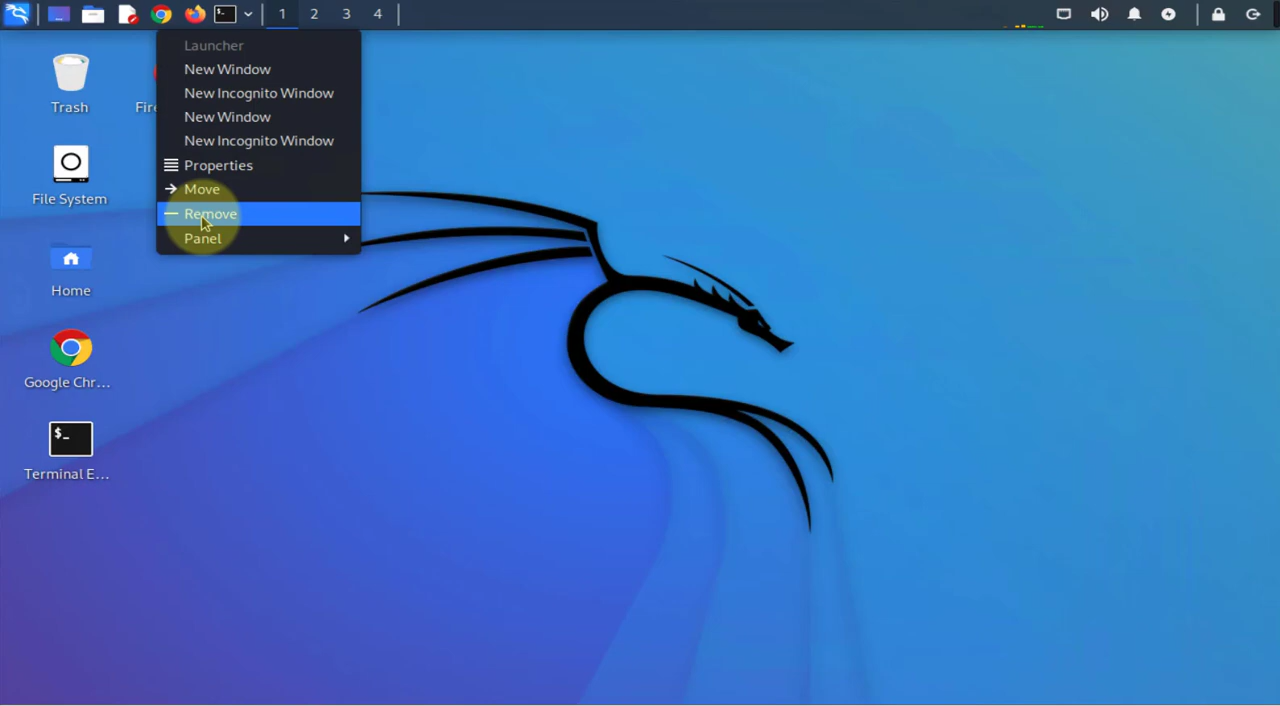 1 2 3 4
Launcher
New Window
New Incognito Window
New Window
New Incognito Window
Properties
Move
Remove
Panel
Trash
Fire
File System
Home
Google Chr...
$_
Terminal E...